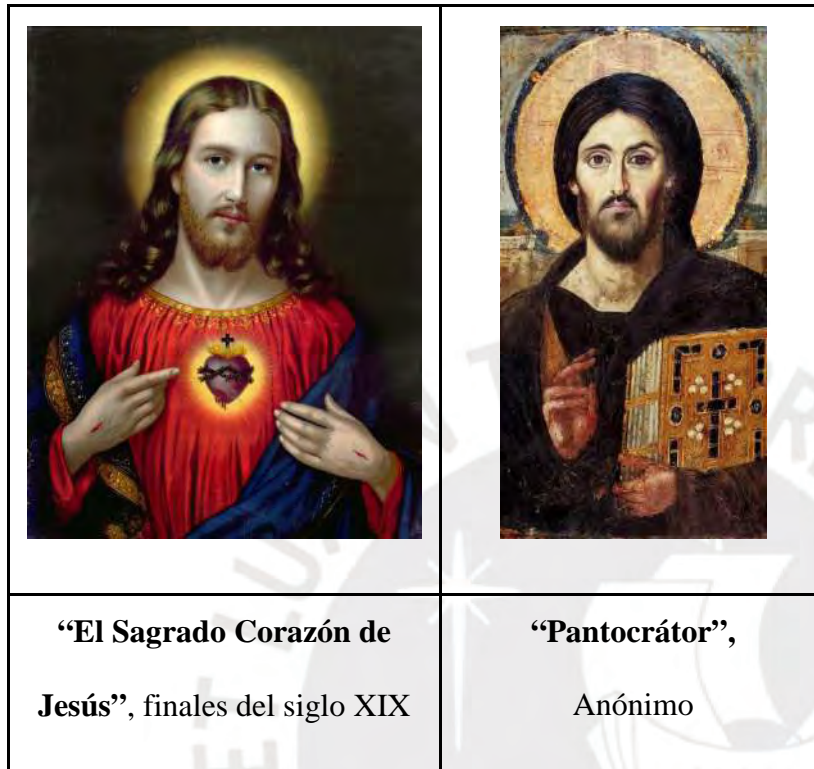 “El Sagrado Corazón de
Jesús”, finales del siglo XIX
“Pantocrátor”,
Anónimo